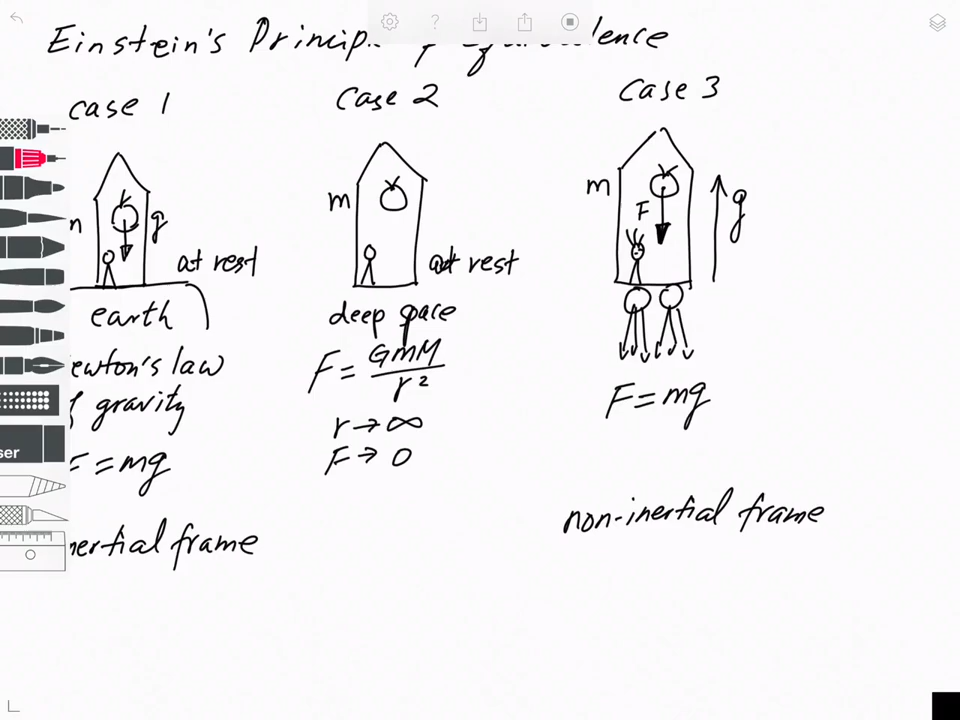 Einstein's Princip
case 1
case 2
case 3
m
m
g
F
g
at rest
at rest
earth
deep space
ewton's law
gravity
F = GmM / r²
r → ∞
F → 0
F = mg
= mg
nertial frame
non-inertial frame
ser